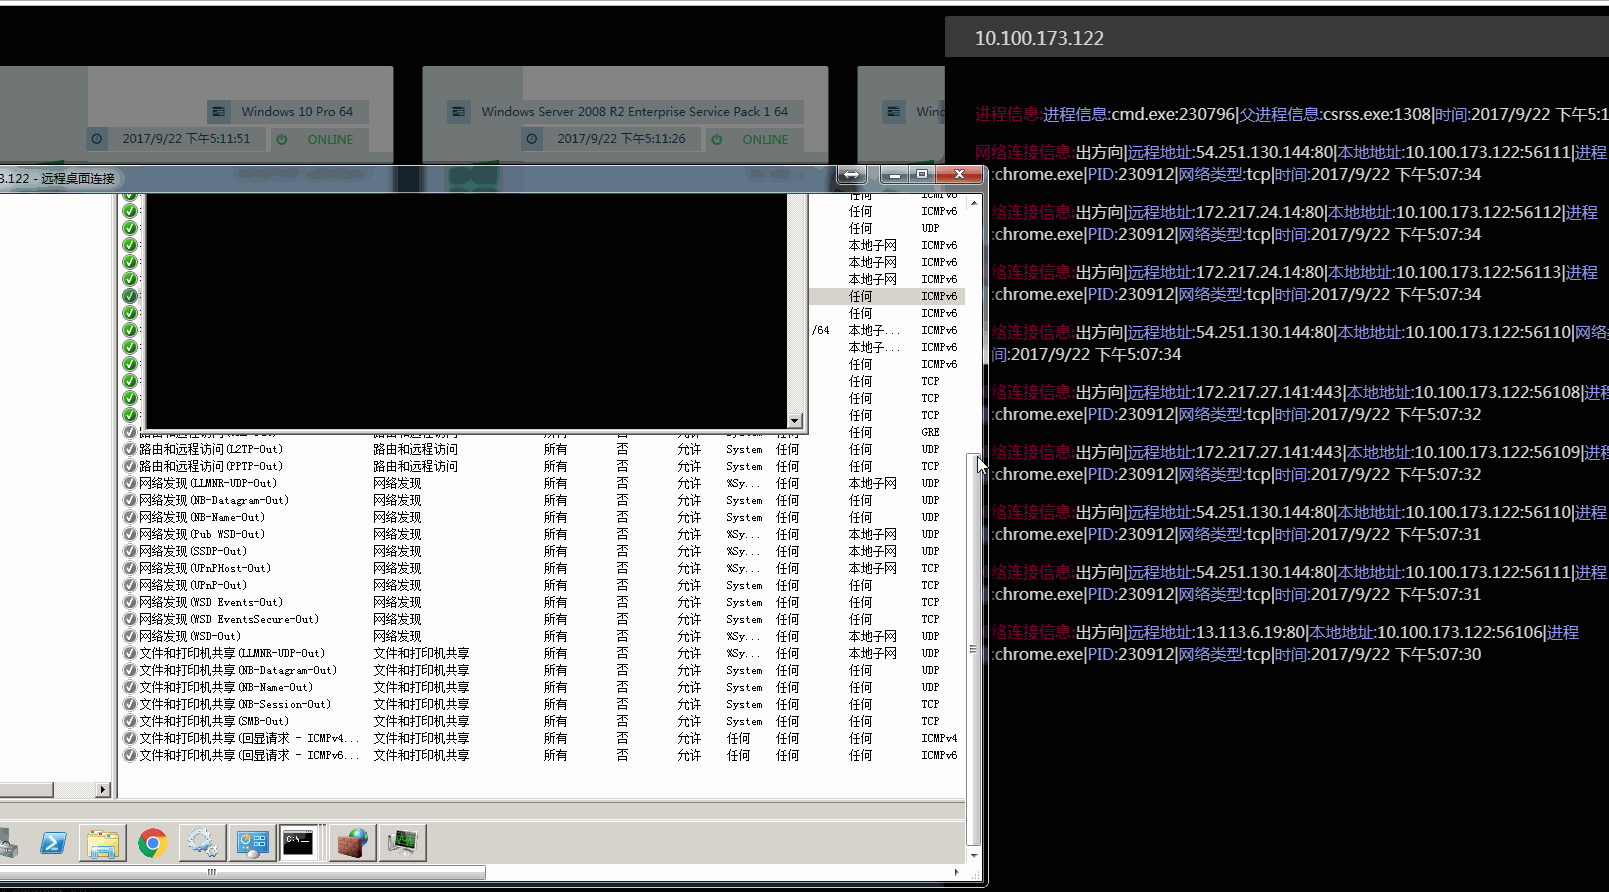 10.100.173.122
Windows 10 Pro 64
2017/9/22 下午5:11:51
ONLINE
Windows Server 2008 R2 Enterprise Service Pack 1 64
2017/9/22 下午5:11:26
ONLINE
进程信息:进程信息:cmd.exe:230796|父进程信息:csrss.exe:1308|时间:2017/9/22 下午5:1
网络连接信息:出方向|远程地址:54.251.130.144:80|本地地址:10.100.173.122:56111|进程
:chrome.exe|PID:230912|网络类型:tcp|时间:2017/9/22 下午5:07:34
络连接信息:出方向|远程地址:172.217.24.14:80|本地地址:10.100.173.122:56112|进程
:chrome.exe|PID:230912|网络类型:tcp|时间:2017/9/22 下午5:07:34
络连接信息:出方向|远程地址:172.217.24.14:80|本地地址:10.100.173.122:56113|进程
:chrome.exe|PID:230912|网络类型:tcp|时间:2017/9/22 下午5:07:34
络连接信息:出方向|远程地址:54.251.130.144:80|本地地址:10.100.173.122:56110|网络
间:2017/9/22 下午5:07:34
络连接信息:出方向|远程地址:172.217.27.141:443|本地地址:10.100.173.122:56108|进程
:chrome.exe|PID:230912|网络类型:tcp|时间:2017/9/22 下午5:07:32
络连接信息:出方向|远程地址:172.217.27.141:443|本地地址:10.100.173.122:56109|进程
:chrome.exe|PID:230912|网络类型:tcp|时间:2017/9/22 下午5:07:32
络连接信息:出方向|远程地址:54.251.130.144:80|本地地址:10.100.173.122:56110|进程
:chrome.exe|PID:230912|网络类型:tcp|时间:2017/9/22 下午5:07:31
络连接信息:出方向|远程地址:54.251.130.144:80|本地地址:10.100.173.122:56111|进程
:chrome.exe|PID:230912|网络类型:tcp|时间:2017/9/22 下午5:07:31
络连接信息:出方向|远程地址:13.113.6.19:80|本地地址:10.100.173.122:56106|进程
:chrome.exe|PID:230912|网络类型:tcp|时间:2017/9/22 下午5:07:30
3.122 - 远程桌面连接
任何 ICMPv6
任何 ICMPv6
任何 UDP
本地子网 ICMPv6
本地子网 ICMPv6
本地子网 ICMPv6
任何 ICMPv6
任何 ICMPv6
/64 本地子... ICMPv6
本地子... ICMPv6
任何 ICMPv6
任何 TCP
任何 TCP
任何 TCP
任何 GRE
路由和远程访问(L2TP-Out) 路由和远程访问 所有 否 允许 System 任何 任何 UDP
路由和远程访问(PPTP-Out) 路由和远程访问 所有 否 允许 System 任何 任何 TCP
网络发现(LLMNR-UDP-Out) 网络发现 所有 否 允许 %Sy... 任何 本地子网 UDP
网络发现(NB-Datagram-Out) 网络发现 所有 否 允许 System 任何 任何 UDP
网络发现(NB-Name-Out) 网络发现 所有 否 允许 System 任何 任何 UDP
网络发现(Pub WSD-Out) 网络发现 所有 否 允许 %Sy... 任何 本地子网 UDP
网络发现(SSDP-Out) 网络发现 所有 否 允许 %Sy... 任何 本地子网 UDP
网络发现(UPnPHost-Out) 网络发现 所有 否 允许 %Sy... 任何 本地子网 TCP
网络发现(UPnP-Out) 网络发现 所有 否 允许 System 任何 任何 TCP
网络发现(WSD Events-Out) 网络发现 所有 否 允许 System 任何 任何 TCP
网络发现(WSD EventsSecure-Out) 网络发现 所有 否 允许 System 任何 任何 TCP
网络发现(WSD-Out) 网络发现 所有 否 允许 %Sy... 任何 本地子网 UDP
文件和打印机共享(LLMNR-UDP-Out) 文件和打印机共享 所有 否 允许 %Sy... 任何 本地子网 UDP
文件和打印机共享(NB-Datagram-Out) 文件和打印机共享 所有 否 允许 System 任何 任何 UDP
文件和打印机共享(NB-Name-Out) 文件和打印机共享 所有 否 允许 System 任何 任何 UDP
文件和打印机共享(NB-Session-Out) 文件和打印机共享 所有 否 允许 System 任何 任何 TCP
文件和打印机共享(SMB-Out) 文件和打印机共享 所有 否 允许 System 任何 任何 TCP
文件和打印机共享(回显请求 - ICMPv4... 文件和打印机共享 所有 否 允许 任何 任何 任何 ICMPv4
文件和打印机共享(回显请求 - ICMPv6... 文件和打印机共享 所有 否 允许 任何 任何 任何 ICMPv6